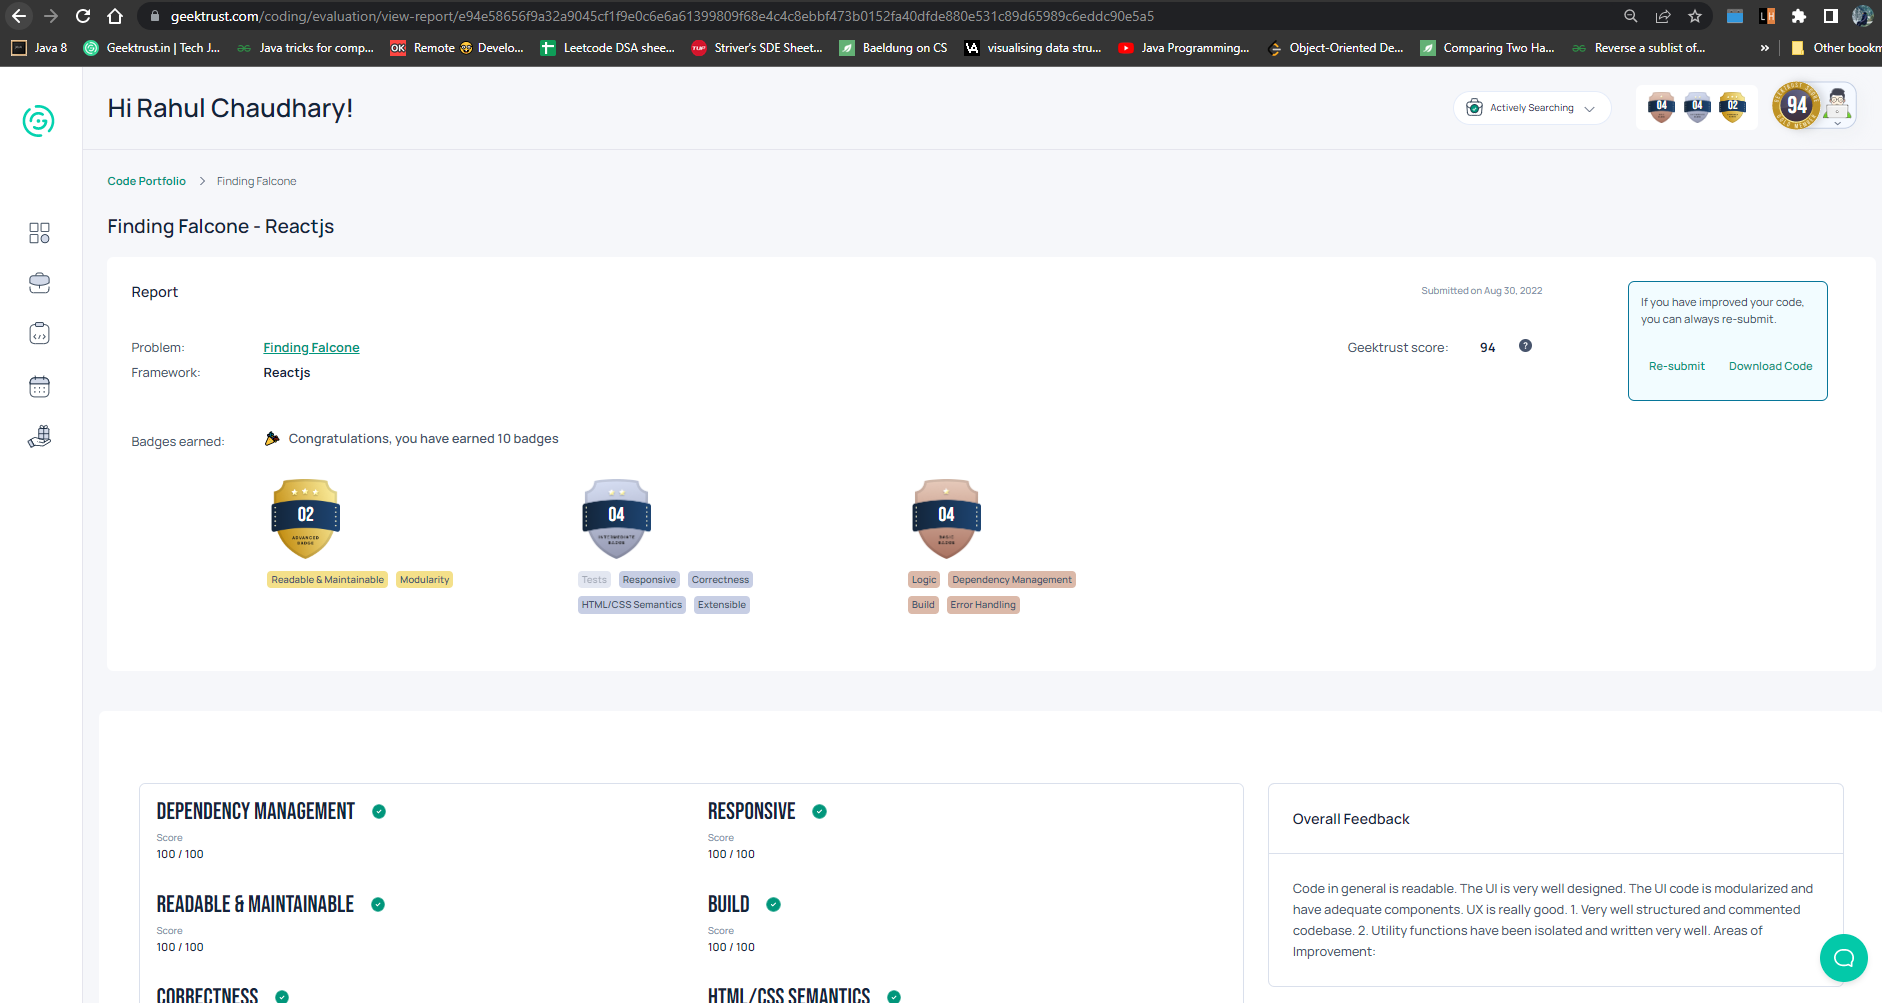 geektrust.com/coding/evaluation/view-report/e94e58656f9a32a9045cf1f9e0c6e6a61399809f68e4c4c8ebbf473b0152fa40dfde880e531c89d65989c6eddc90e5a5
Java 8 Geektrust.in | Tech J... Java tricks for comp... OK Remote 🤓 Develo... Leetcode DSA shee... TUF Striver's SDE Sheet... Baeldung on CS VA visualising data stru... Java Programming... Object-Oriented De... Comparing Two Ha... Reverse a sublist of... » Other bookm
Hi Rahul Chaudhary!
Actively Searching
04 04 02
94
Code Portfolio > Finding Falcone
Finding Falcone - Reactjs
Report
Submitted on Aug 30, 2022
If you have improved your code,
you can always re-submit.
Problem: Finding Falcone
Geektrust score: 94 ?
Framework: Reactjs
Re-submit Download Code
Badges earned: Congratulations, you have earned 10 badges
02 04 04
ADVANCED BADGE INTERMEDIATE BADGE BASIC BADGE
Readable & Maintainable Modularity
Tests Responsive Correctness
HTML/CSS Semantics Extensible
Logic Dependency Management
Build Error Handling
DEPENDENCY MANAGEMENT
Score
100 / 100
RESPONSIVE
Score
100 / 100
READABLE & MAINTAINABLE
Score
100 / 100
BUILD
Score
100 / 100
CORRECTNESS
HTML/CSS SEMANTICS
Overall Feedback
Code in general is readable. The UI is very well designed. The UI code is modularized and
have adequate components. UX is really good. 1. Very well structured and commented
codebase. 2. Utility functions have been isolated and written very well. Areas of
Improvement: